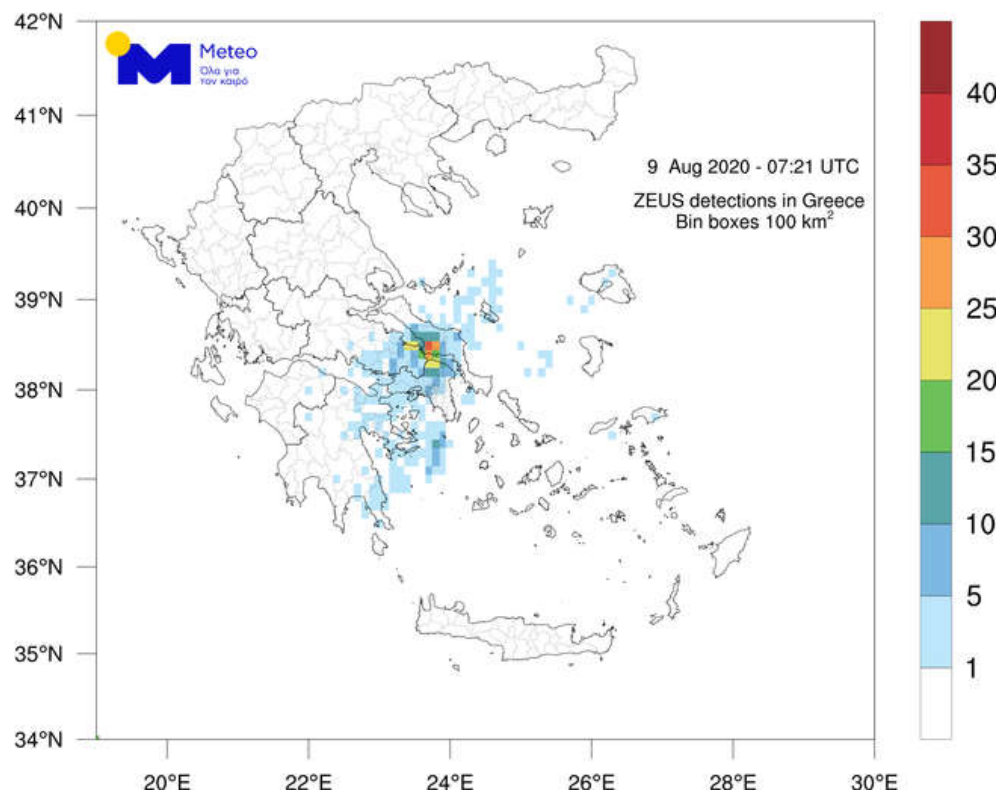 Meteo
Όλα για
τον καιρό
9 Aug 2020 - 07:21 UTC
ZEUS detections in Greece
Bin boxes 100 km²
42°N
41°N
40°N
39°N
38°N
37°N
36°N
35°N
34°N
20°E
22°E
24°E
26°E
28°E
30°E
40
35
30
25
20
15
10
5
1